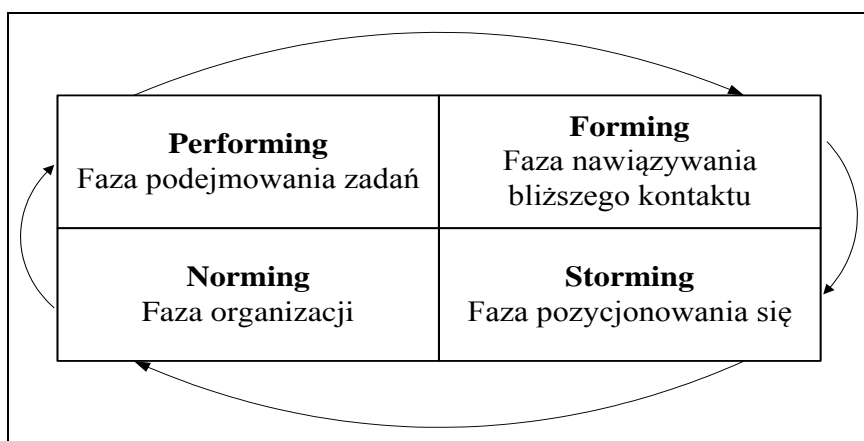 Performing
Faza podejmowania zadań
Forming
Faza nawiązywania
bliższego kontaktu
Norming
Faza organizacji
Storming
Faza pozycjonowania się